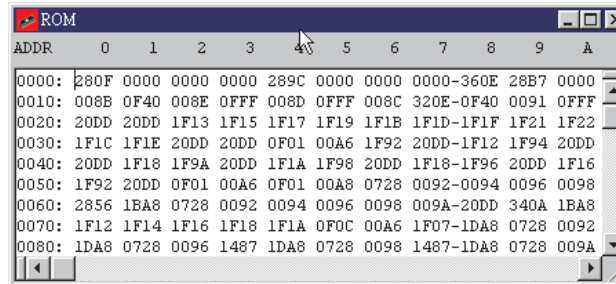 ROM
ADDR 0 1 2 3 4 5 6 7 8 9 A
0000: 280F 0000 0000 0000 289C 0000 0000 0000-360E 28B7 0000
0010: 008B 0F40 008E 0FFF 008D 0FFF 008C 320E-0F40 0091 0FFF
0020: 20DD 20DD 1F13 1F15 1F17 1F19 1F1B 1F1D-1F1F 1F21 1F22
0030: 1F1C 1F1E 20DD 20DD 0F01 00A6 1F92 20DD-1F12 1F94 20DD
0040: 20DD 1F18 1F9A 20DD 1F1A 1F98 20DD 1F18-1F96 20DD 1F16
0050: 1F92 20DD 0F01 00A6 0F01 00A8 0728 0092-0094 0096 0098
0060: 2856 1BA8 0728 0092 0094 0096 0098 009A-20DD 340A 1BA8
0070: 1F12 1F14 1F16 1F18 1F1A 0F0C 00A6 1F07-1DA8 0728 0092
0080: 1DA8 0728 0096 1487 1DA8 0728 0098 1487-1DA8 0728 009A